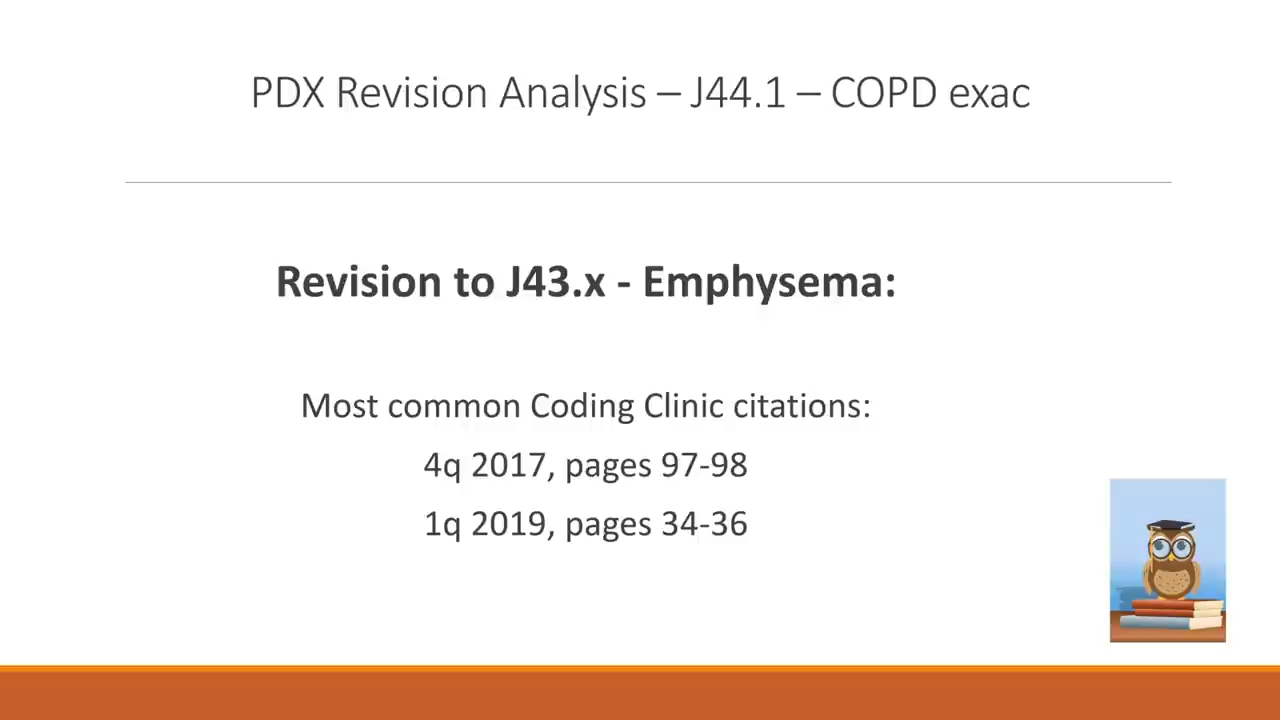 PDX Revision Analysis – J44.1 – COPD exac
Revision to J43.x - Emphysema:
Most common Coding Clinic citations:
4q 2017, pages 97-98
1q 2019, pages 34-36